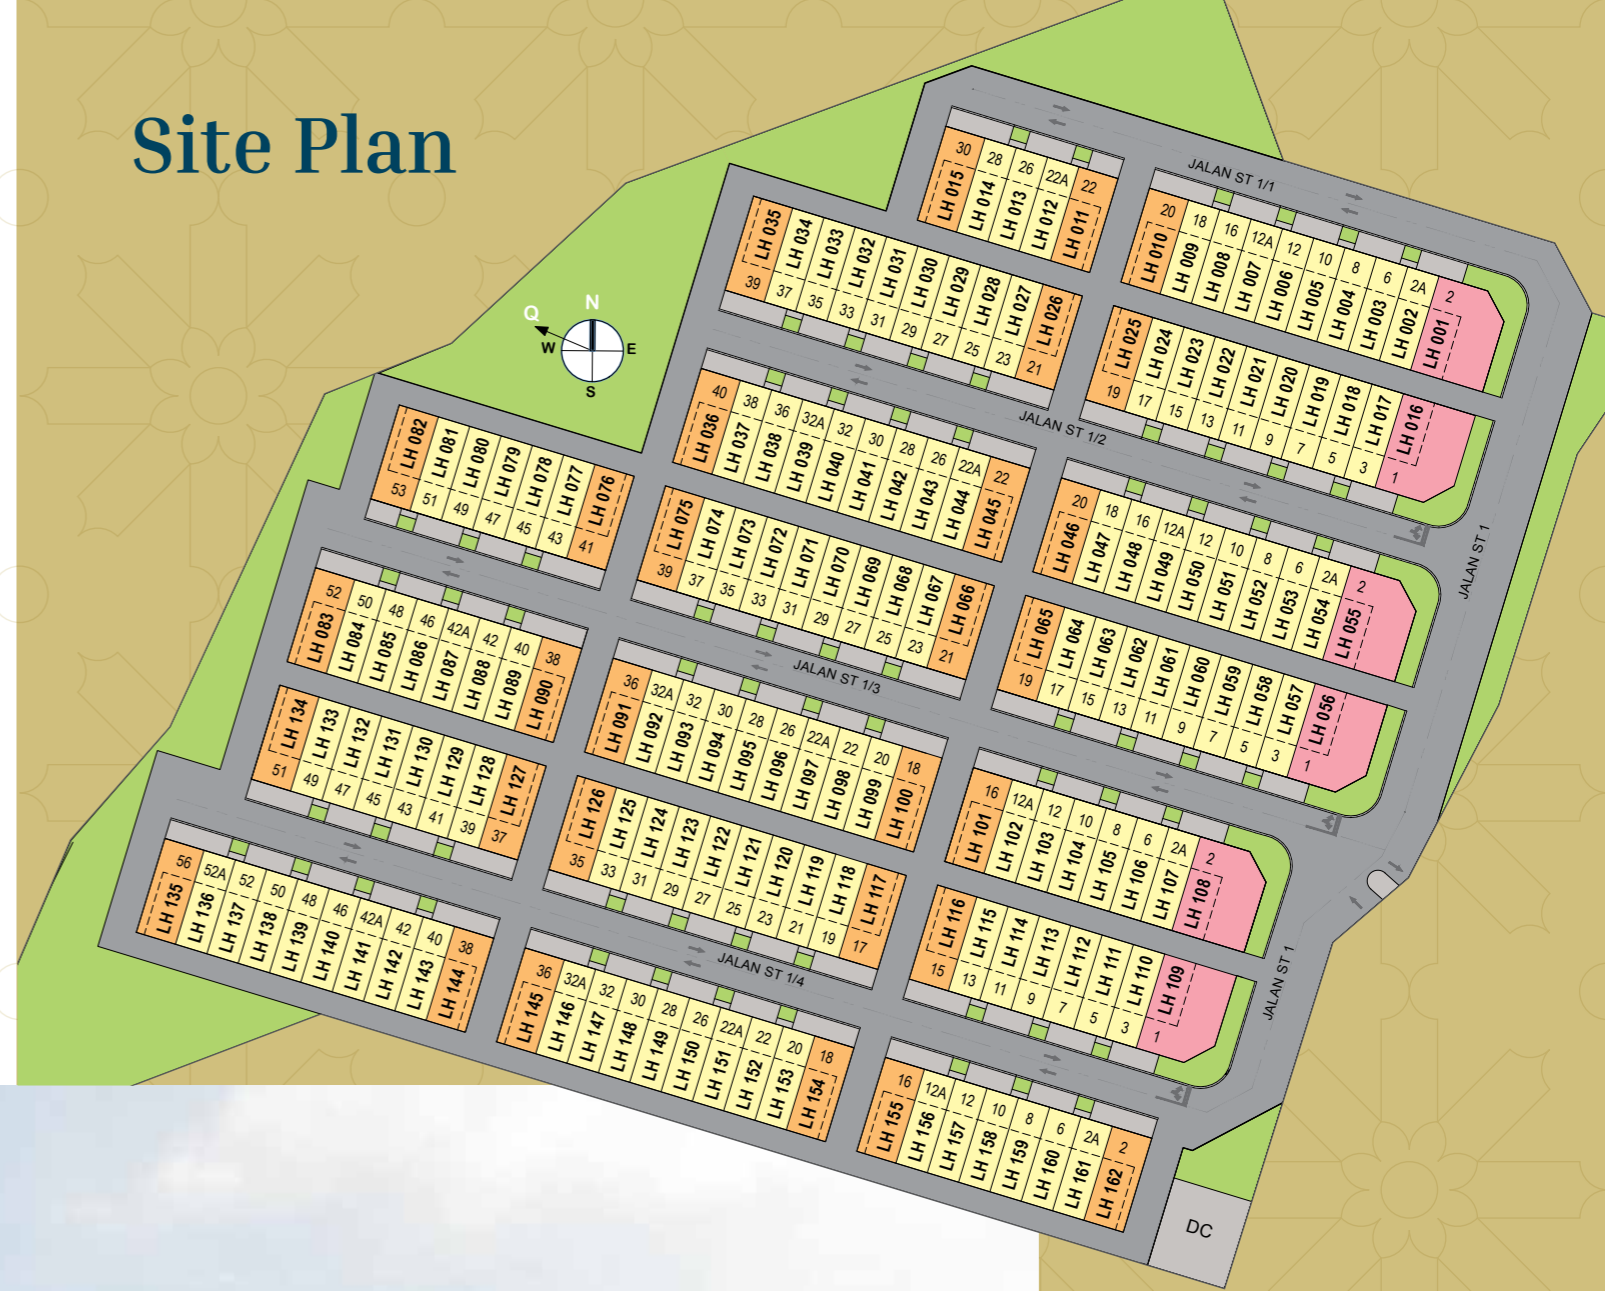 Site Plan
N
Q
W
E
S
JALAN ST 1/1
30 28 26 22A 22
LH 015 LH 014 LH 013 LH 012 LH 011
20 18 16 12A 12 10 8 6 2A 2
LH 010 LH 009 LH 008 LH 007 LH 006 LH 005 LH 004 LH 003 LH 002 LH 001
LH 035 LH 034 LH 033 LH 032 LH 031 LH 030 LH 029 LH 028 LH 027 LH 026
39 37 35 33 31 29 27 25 23 21
LH 025 LH 024 LH 023 LH 022 LH 021 LH 020 LH 019 LH 018 LH 017 LH 016
19 17 15 13 11 9 7 5 3 1
JALAN ST 1/2
JALAN ST 1
40 38 36 32A 32 30 28 26 22A 22
LH 036 LH 037 LH 038 LH 039 LH 040 LH 041 LH 042 LH 043 LH 044 LH 045
20 18 16 12A 12 10 8 6 2A 2
LH 046 LH 047 LH 048 LH 049 LH 050 LH 051 LH 052 LH 053 LH 054 LH 055
LH 082 LH 081 LH 080 LH 079 LH 078 LH 077 LH 076
53 51 49 47 45 43 41
LH 075 LH 074 LH 073 LH 072 LH 071 LH 070 LH 069 LH 068 LH 067 LH 066
39 37 35 33 31 29 27 25 23 21
LH 065 LH 064 LH 063 LH 062 LH 061 LH 060 LH 059 LH 058 LH 057 LH 056
19 17 15 13 11 9 7 5 3 1
JALAN ST 1/3
52 50 48 46 42A 42 40 38
LH 083 LH 084 LH 085 LH 086 LH 087 LH 088 LH 089 LH 090
36 32A 32 30 28 26 22A 22 20 18
LH 091 LH 092 LH 093 LH 094 LH 095 LH 096 LH 097 LH 098 LH 099 LH 100
16 12A 12 10 8 6 2A 2
LH 101 LH 102 LH 103 LH 104 LH 105 LH 106 LH 107 LH 108
LH 134 LH 133 LH 132 LH 131 LH 130 LH 129 LH 128 LH 127
51 49 47 45 43 41 39 37
LH 126 LH 125 LH 124 LH 123 LH 122 LH 121 LH 120 LH 119 LH 118 LH 117
35 33 31 29 27 25 23 21 19 17
LH 116 LH 115 LH 114 LH 113 LH 112 LH 111 LH 110 LH 109
15 13 11 9 7 5 3 1
JALAN ST 1/4
JALAN ST 1
56 52A 52 50 48 46 42A 42 40 38
LH 135 LH 136 LH 137 LH 138 LH 139 LH 140 LH 141 LH 142 LH 143 LH 144
36 32A 32 30 28 26 22A 22 20 18
LH 145 LH 146 LH 147 LH 148 LH 149 LH 150 LH 151 LH 152 LH 153 LH 154
16 12A 12 10 8 6 2A 2
LH 155 LH 156 LH 157 LH 158 LH 159 LH 160 LH 161 LH 162
DC